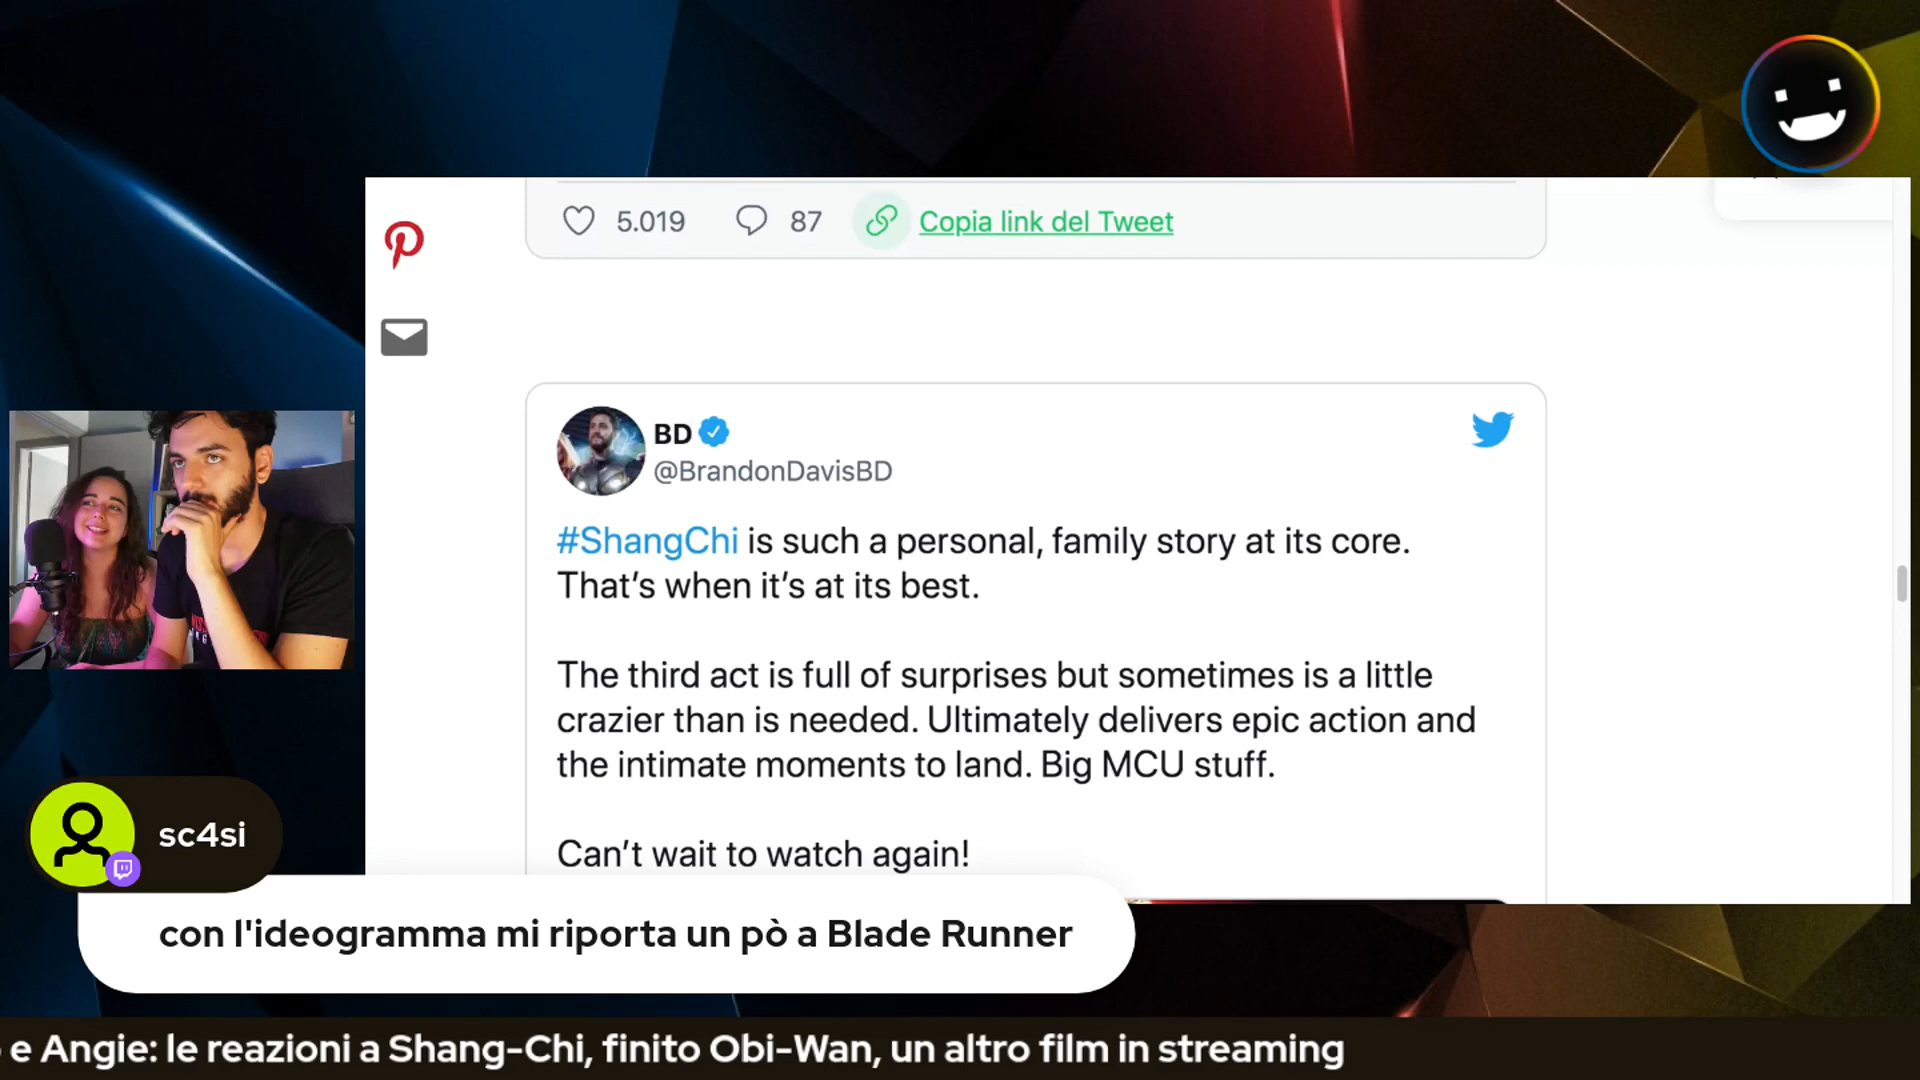 5.019
87
Copia link del Tweet
BD
@BrandonDavisBD
#ShangChi is such a personal, family story at its core.
That’s when it’s at its best.
The third act is full of surprises but sometimes is a little
crazier than is needed. Ultimately delivers epic action and
the intimate moments to land. Big MCU stuff.
Can’t wait to watch again!
sc4si
con l'ideogramma mi riporta un pò a Blade Runner
e Angie: le reazioni a Shang-Chi, finito Obi-Wan, un altro film in streaming